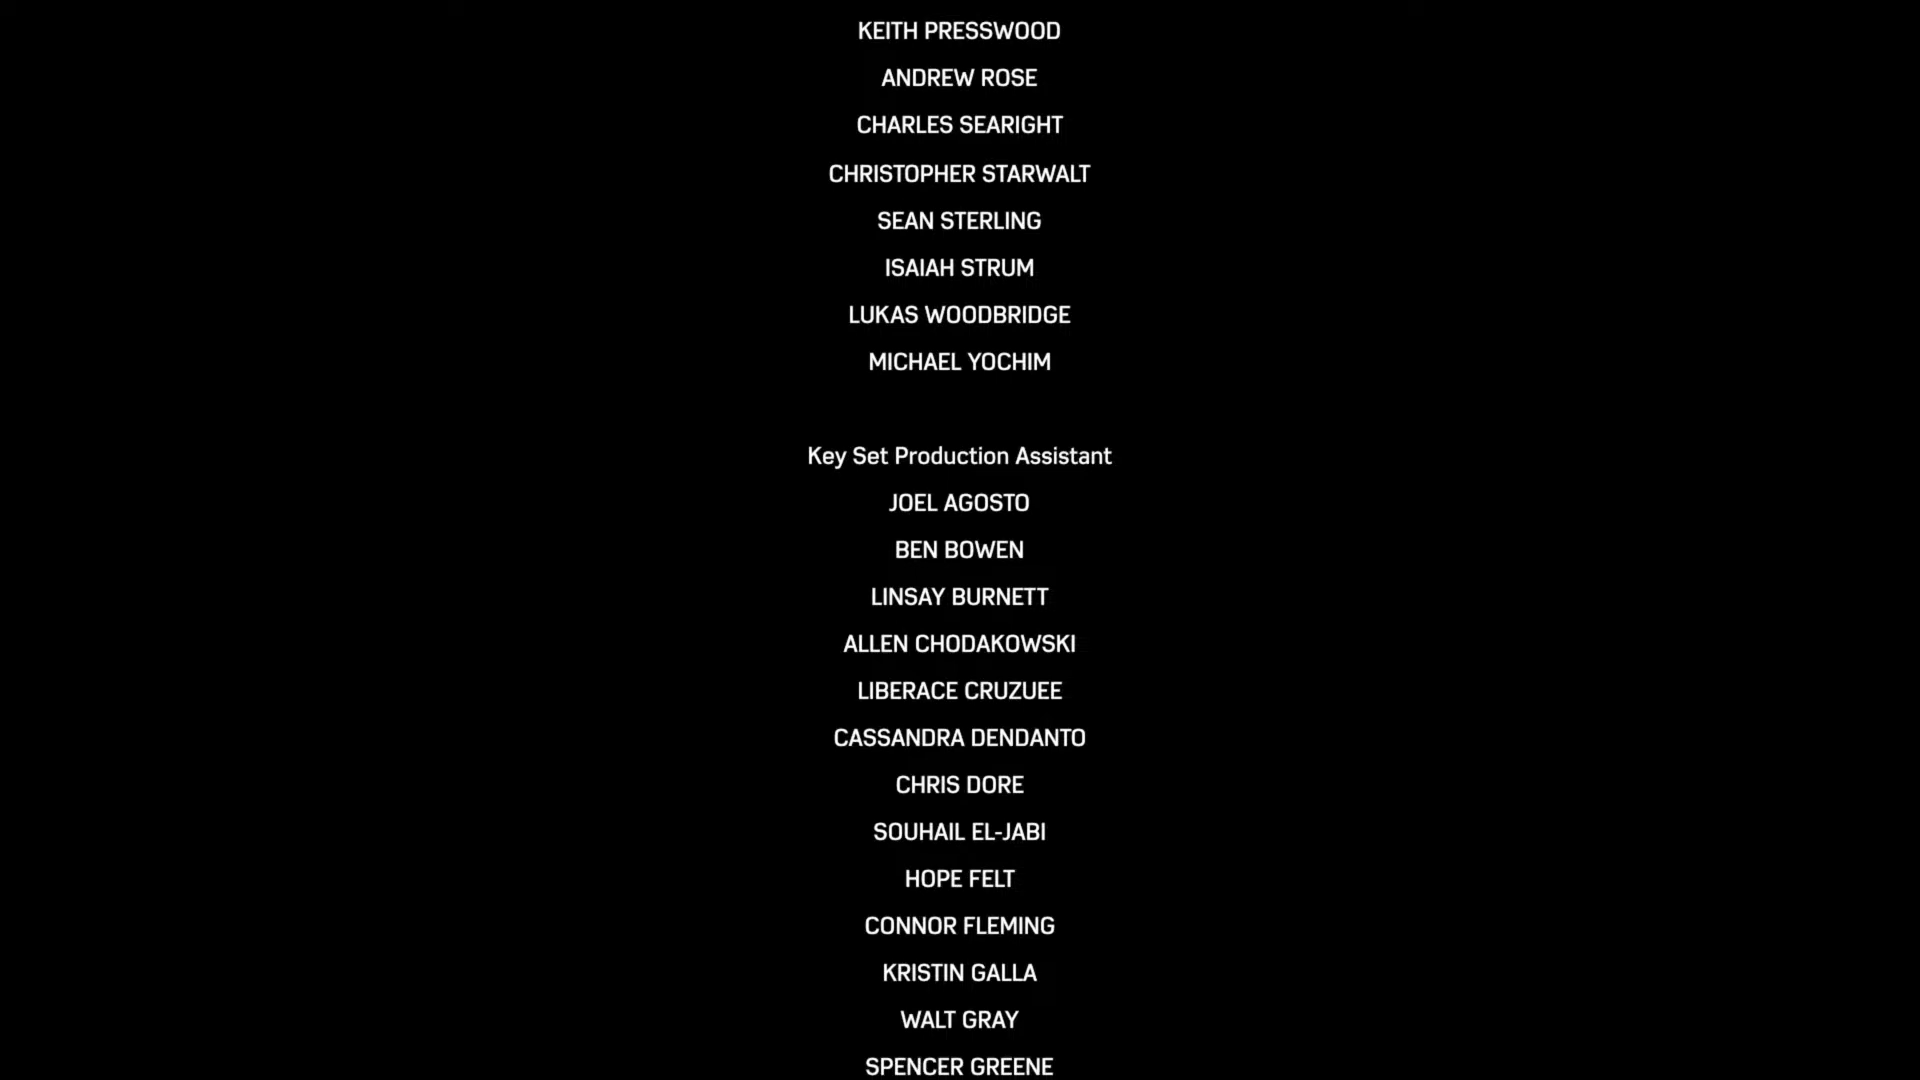 KEITH PRESSWOOD
ANDREW ROSE
CHARLES SEARIGHT
CHRISTOPHER STARWALT
SEAN STERLING
ISAIAH STRUM
LUKAS WOODBRIDGE
MICHAEL YOCHIM
Key Set Production Assistant
JOEL AGOSTO
BEN BOWEN
LINSAY BURNETT
ALLEN CHODAKOWSKI
LIBERACE CRUZUEE
CASSANDRA DENDANTO
CHRIS DORE
SOUHAIL EL-JABI
HOPE FELT
CONNOR FLEMING
KRISTIN GALLA
WALT GRAY
SPENCER GREENE